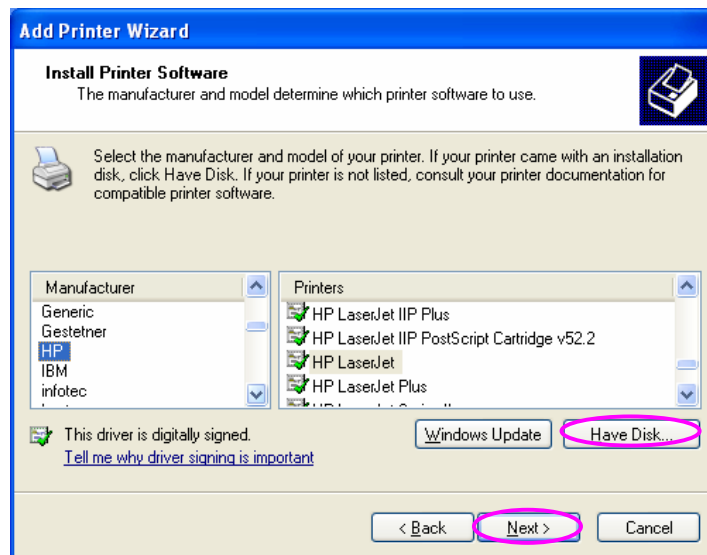 Add Printer Wizard
Install Printer Software
The manufacturer and model determine which printer software to use.
Select the manufacturer and model of your printer. If your printer came with an installation
disk, click Have Disk. If your printer is not listed, consult your printer documentation for
compatible printer software.
Manufacturer
Generic
Gestetner
HP
IBM
infotec
Printers
HP LaserJet IIP Plus
HP LaserJet IIP PostScript Cartridge v52.2
HP LaserJet
HP LaserJet Plus
This driver is digitally signed.
Tell me why driver signing is important
Windows Update
Have Disk...
< Back
Next >
Cancel